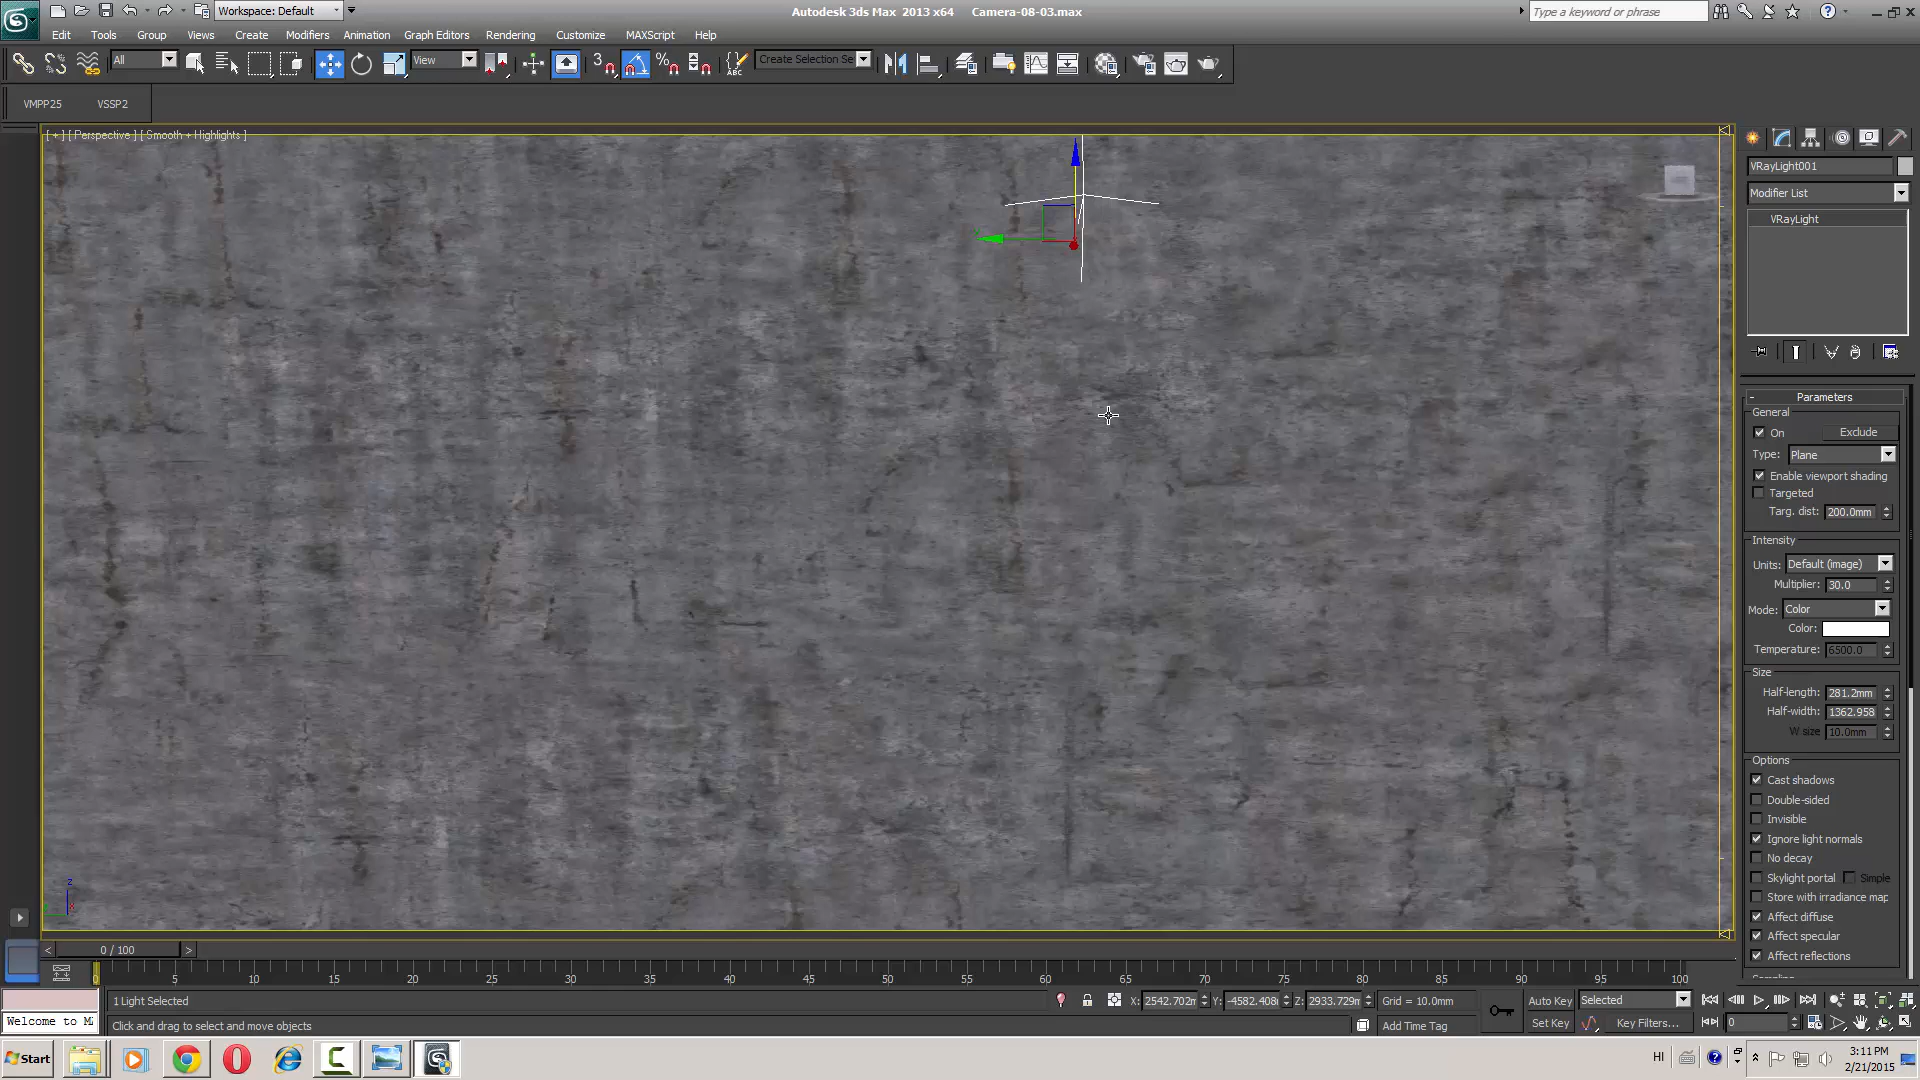 Workspace: Default
Autodesk 3ds Max 2013 x64 Camera-08-03.max
Type a keyword or phrase
Edit Tools Group Views Create Modifiers Animation Graph Editors Rendering Customize MAXScript Help
All View Create Selection Se
VMPP25 VSSP2
[ + ] [ Perspective ] [ Smooth + Highlights ]
VRayLight001
Modifier List
VRayLight
- Parameters
General
On Exclude
Type: Plane
Enable viewport shading
Targeted
Targ. dist: 200.0mm
Intensity
Units: Default (image)
Multiplier: 30.0
Mode: Color
Color:
Temperature: 6500.0
Size
Half-length: 281.2mm
Half-width: 1362.958
W size 10.0mm
Options
Cast shadows
Double-sided
Invisible
Ignore light normals
No decay
Skylight portal Simple
Store with irradiance map
Affect diffuse
Affect specular
Affect reflections
< 0 / 100 >
0 5 10 15 20 25 30 35 40 45 50 55 60 65 70 75 80 85 90 95 100
1 Light Selected X: 2542.702m Y: -4582.408 Z: 2933.729m Grid = 10.0mm Auto Key Selected
Welcome to M Click and drag to select and move objects Add Time Tag Set Key Key Filters... 0
Start HI 3:11 PM
2/21/2015